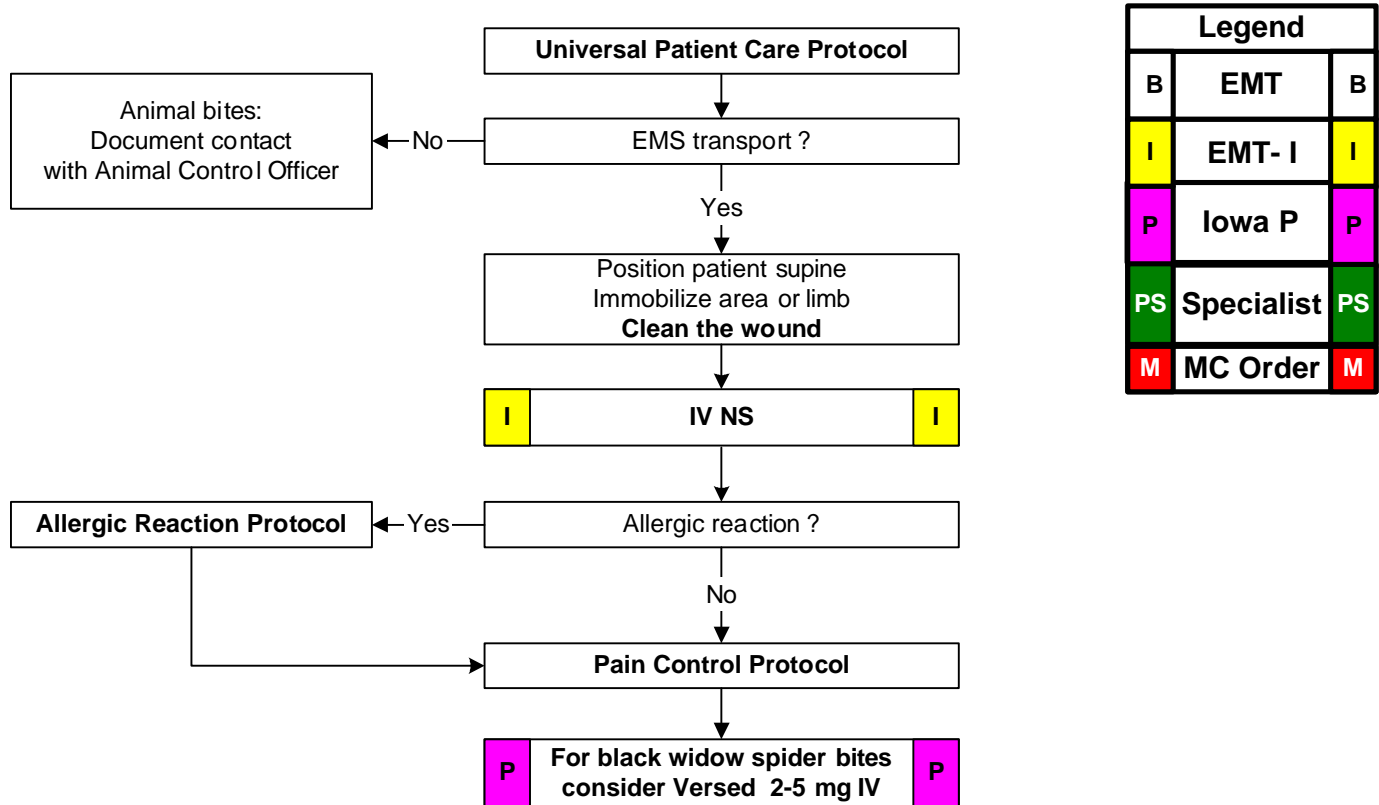 Universal Patient Care Protocol
Animal bites:
Document contact
with Animal Control Officer
No
EMS transport ?
Yes
Position patient supine
Immobilize area or limb
Clean the wound
I IV NS I
Allergic Reaction Protocol
Yes
Allergic reaction ?
No
Pain Control Protocol
P For black widow spider bites P
consider Versed 2-5 mg IV
Legend
B EMT B
I EMT- I I
P Iowa P P
PS Specialist PS
M MC Order M